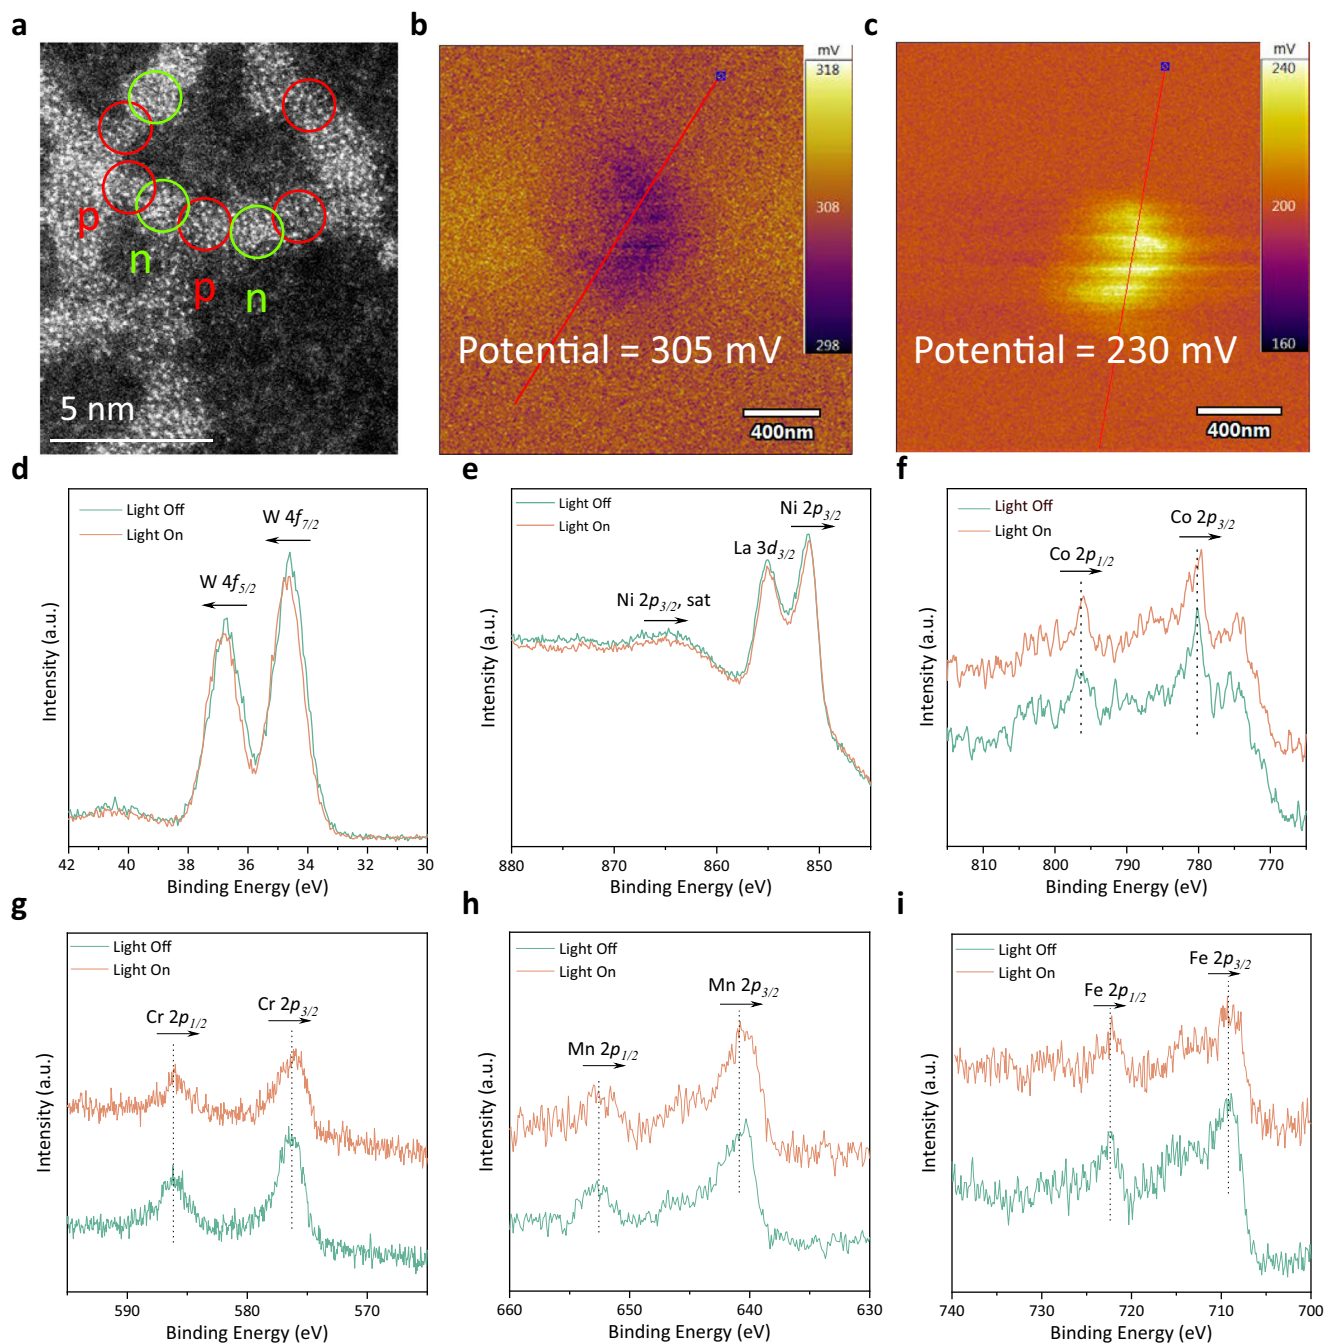 a
p
n
p
n
5 nm
b
mV
318
308
298
Potential = 305 mV
400nm
c
mV
240
200
160
Potential = 230 mV
400nm
d
Light Off
Light On
W 4f7/2
W 4f5/2
Intensity (a.u.)
42 40 38 36 34 32 30
Binding Energy (eV)
e
Light Off
Light On
Ni 2p3/2
La 3d3/2
Ni 2p3/2, sat
Intensity (a.u.)
880 870 860 850
Binding Energy (eV)
f
Light Off
Light On
Co 2p3/2
Co 2p1/2
Intensity (a.u.)
810 800 790 780 770
Binding Energy (eV)
g
Light Off
Light On
Cr 2p3/2
Cr 2p1/2
Intensity (a.u.)
590 580 570
Binding Energy (eV)
h
Light Off
Light On
Mn 2p3/2
Mn 2p1/2
Intensity (a.u.)
660 650 640 630
Binding Energy (eV)
i
Light Off
Light On
Fe 2p3/2
Fe 2p1/2
Intensity (a.u.)
740 730 720 710 700
Binding Energy (eV)